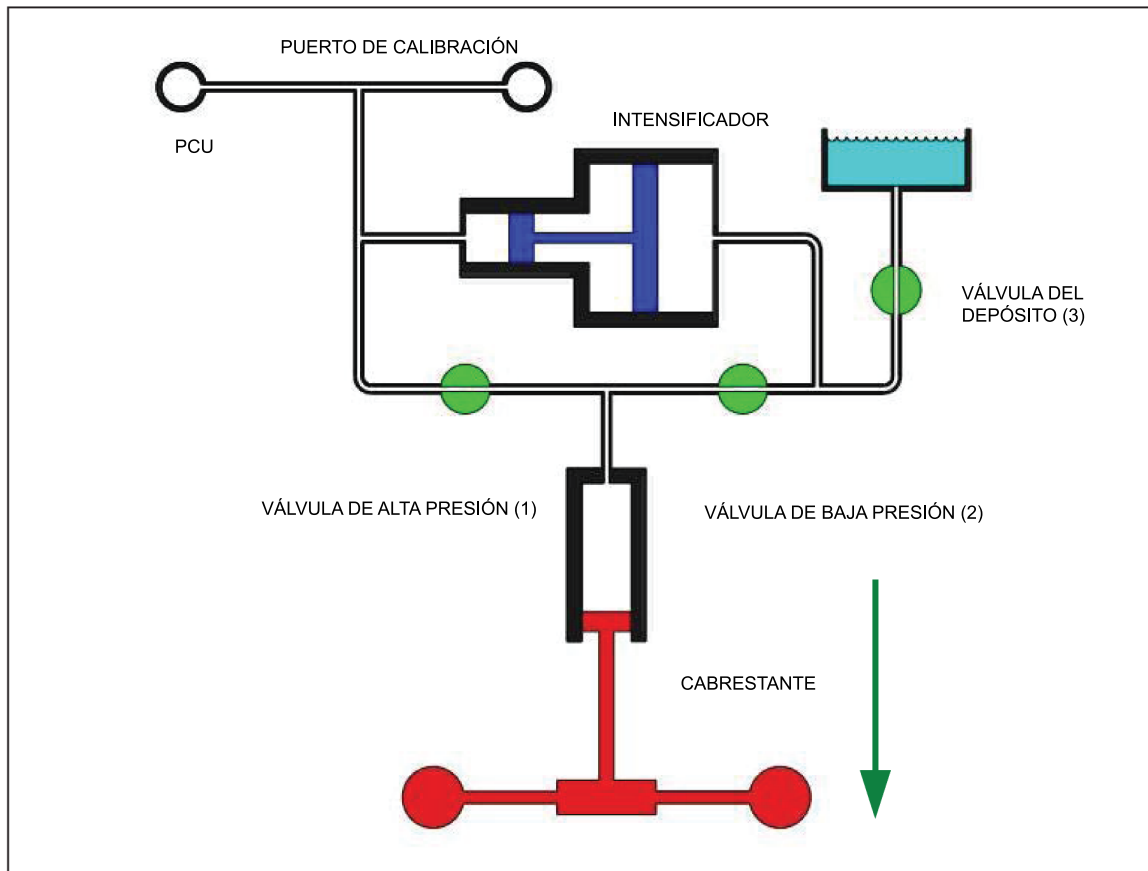 PUERTO DE CALIBRACIÓN
PCU
INTENSIFICADOR
VÁLVULA DEL
DEPÓSITO (3)
VÁLVULA DE ALTA PRESIÓN (1)
VÁLVULA DE BAJA PRESIÓN (2)
CABRESTANTE